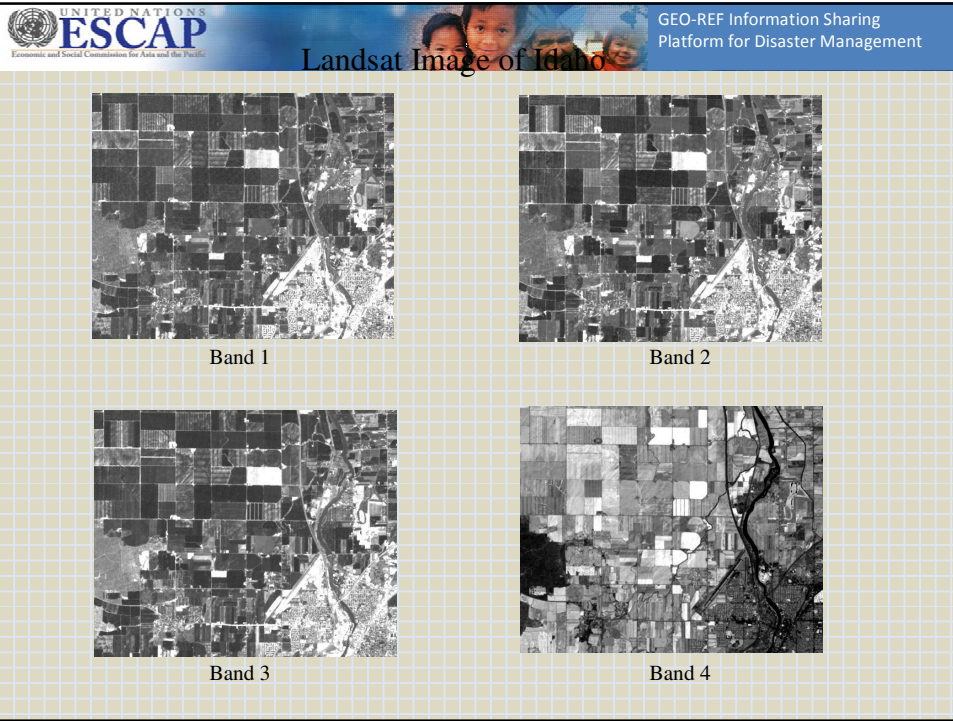 UNITED NATIONS
ESCAP
Economic and Social Commission for Asia and the Pacific
GEO-REF Information Sharing
Platform for Disaster Management
Landsat Image of Idaho
Band 1
Band 2
Band 3
Band 4